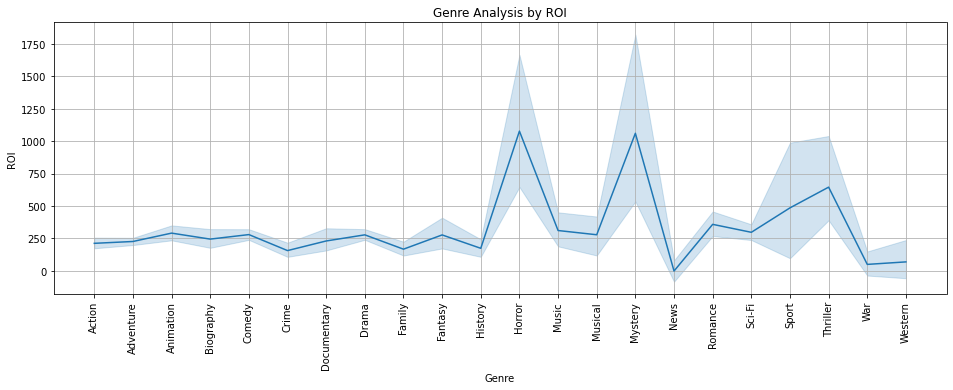 Genre Analysis by ROI
ROI
1750
1500
1250
1000
750
500
250
0
Action
Adventure
Animation
Biography
Comedy
Crime
Documentary
Drama
Family
Fantasy
History
Horror
Music
Musical
Mystery
News
Romance
Sci-Fi
Sport
Thriller
War
Western
Genre